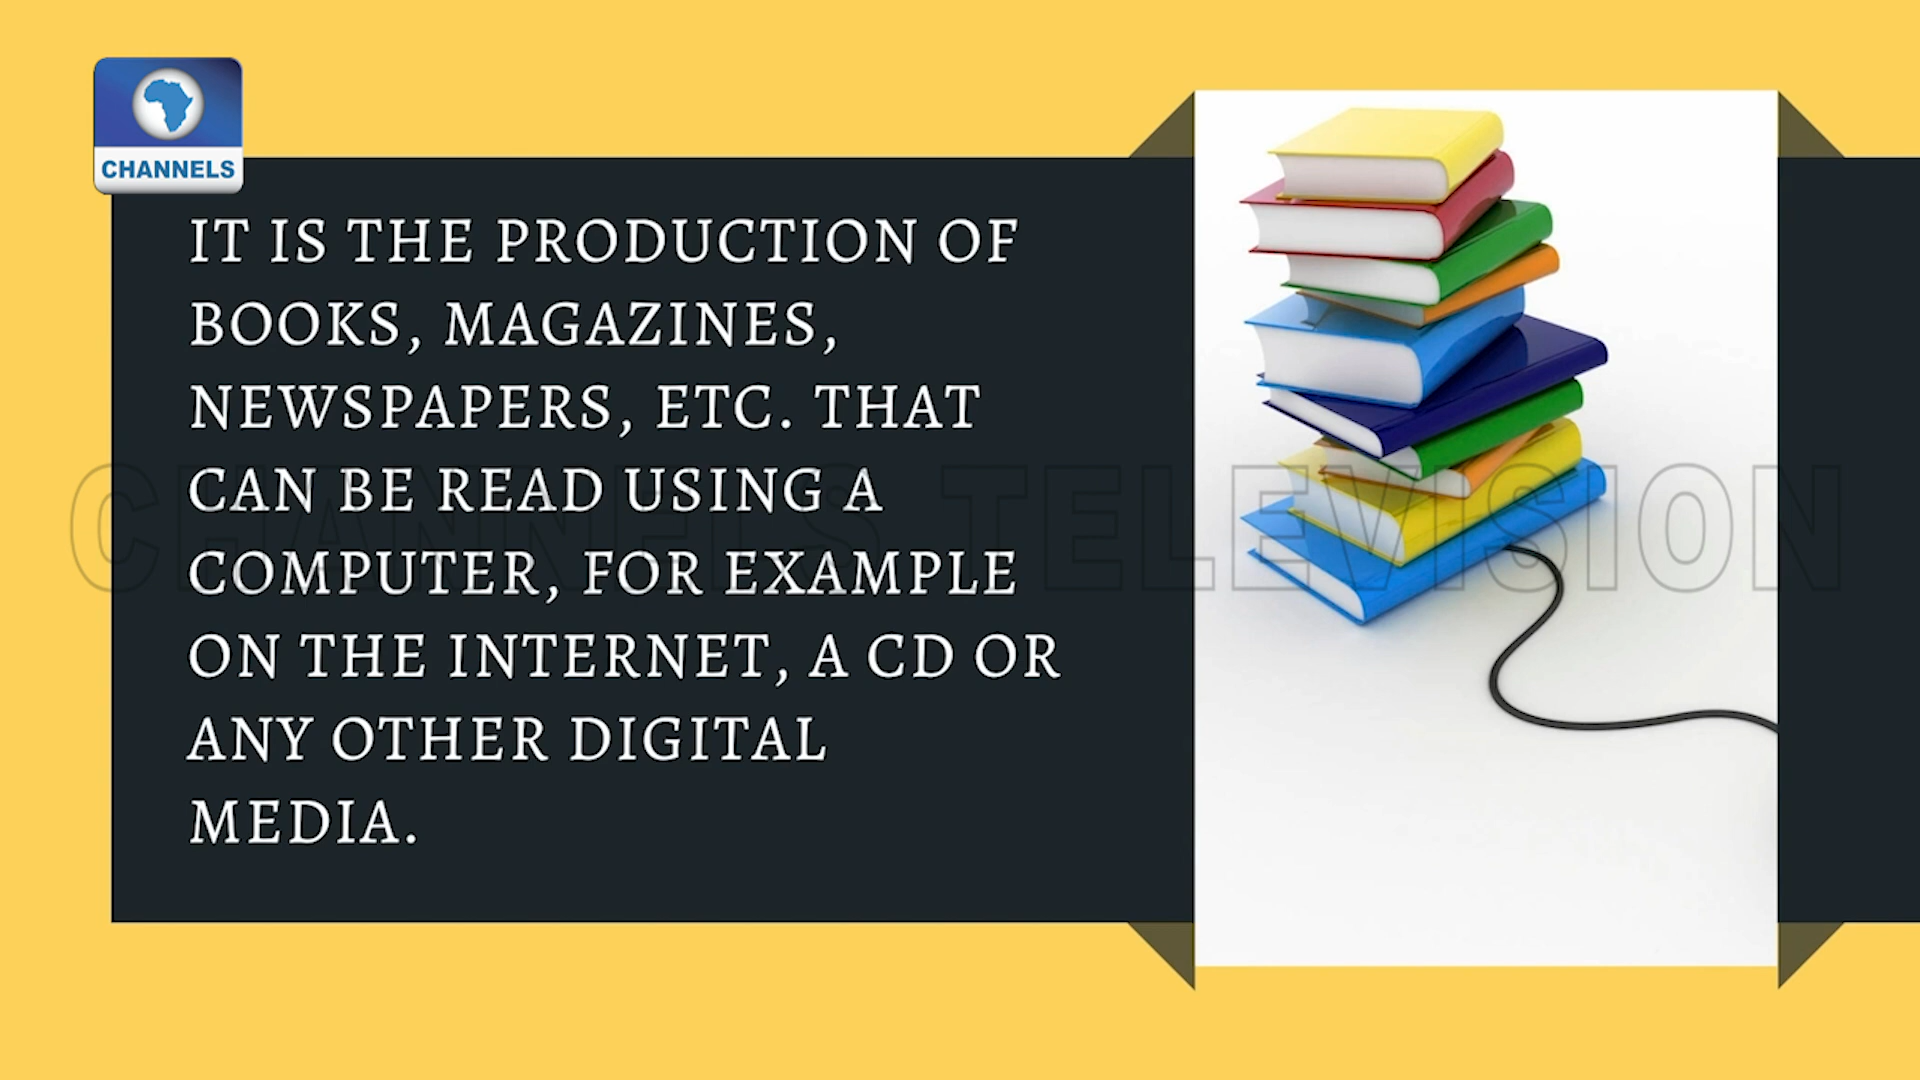 CHANNELS
IT IS THE PRODUCTION OF
BOOKS, MAGAZINES,
NEWSPAPERS, ETC. THAT
CAN BE READ USING A
COMPUTER, FOR EXAMPLE
ON THE INTERNET, A CD OR
ANY OTHER DIGITAL
MEDIA.
CHANNELS TELEVISION